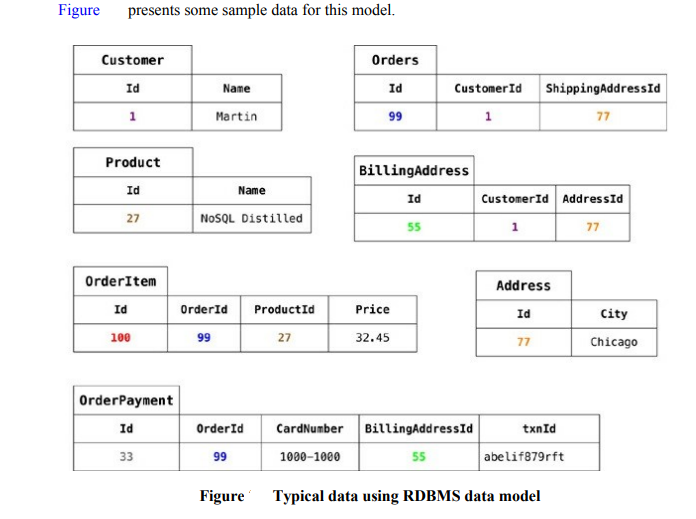 Figure presents some sample data for this model.
Customer
Id Name
1 Martin
Orders
Id CustomerId ShippingAddressId
99 1 77
Product
Id Name
27 NoSQL Distilled
BillingAddress
Id CustomerId AddressId
55 1 77
OrderItem
Id OrderId ProductId Price
100 99 27 32.45
Address
Id City
77 Chicago
OrderPayment
Id OrderId CardNumber BillingAddressId txnId
33 99 1000-1000 55 abelif879rft
Figure Typical data using RDBMS data model